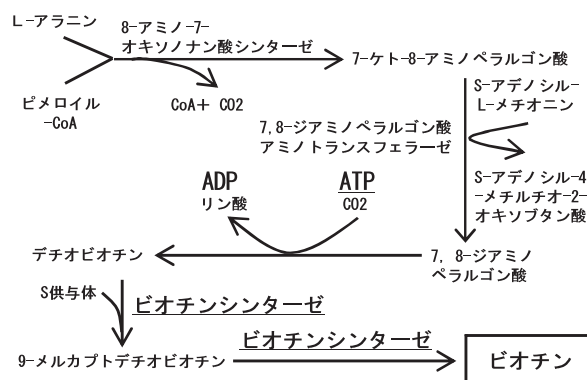 L-アラニン
8-アミノ-7-
オキソノナン酸シンターゼ
7-ケト-8-アミノペラルゴン酸
ピメロイル
-CoA
CoA+ CO2
S-アデノシル-
L-メチオニン
7,8-ジアミノペラルゴン酸
アミノトランスフェラーゼ
S-アデノシル-4
-メチルチオ-2-
オキソブタン酸
ADP
リン酸
ATP
CO2
デチオビオチン
7, 8-ジアミノ
ペラルゴン酸
S供与体
ビオチンシンターゼ
ビオチンシンターゼ
9-メルカプトデチオビオチン
ビオチン